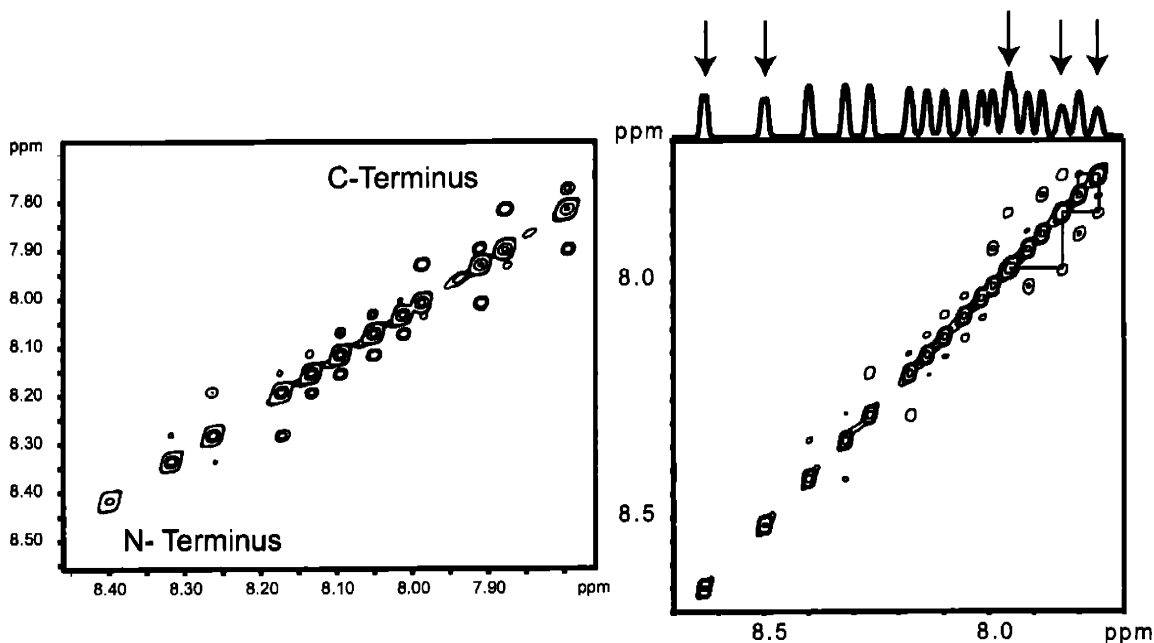 ppm
C-Terminus
7.80
7.90
8.00
8.10
8.20
8.30
8.40
8.50
N- Terminus
8.40 8.30 8.20 8.10 8.00 7.90 ppm
ppm
8.0
8.5
8.5 8.0 ppm